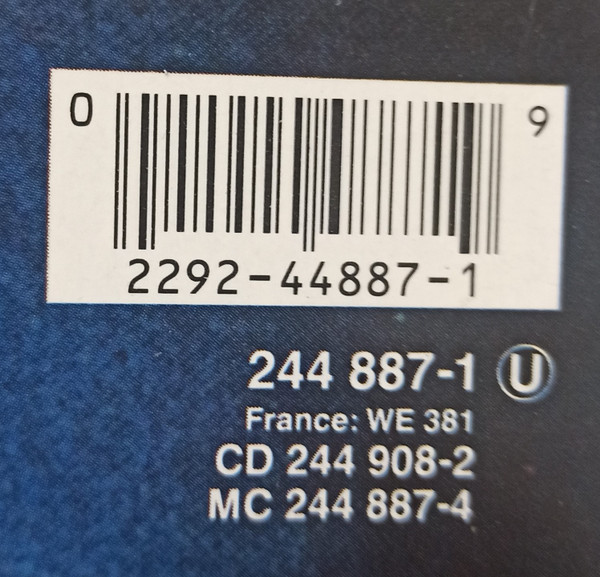 0 9
2292-44887-1
244 887-1 U
France: WE 381
CD 244 908-2
MC 244 887-4